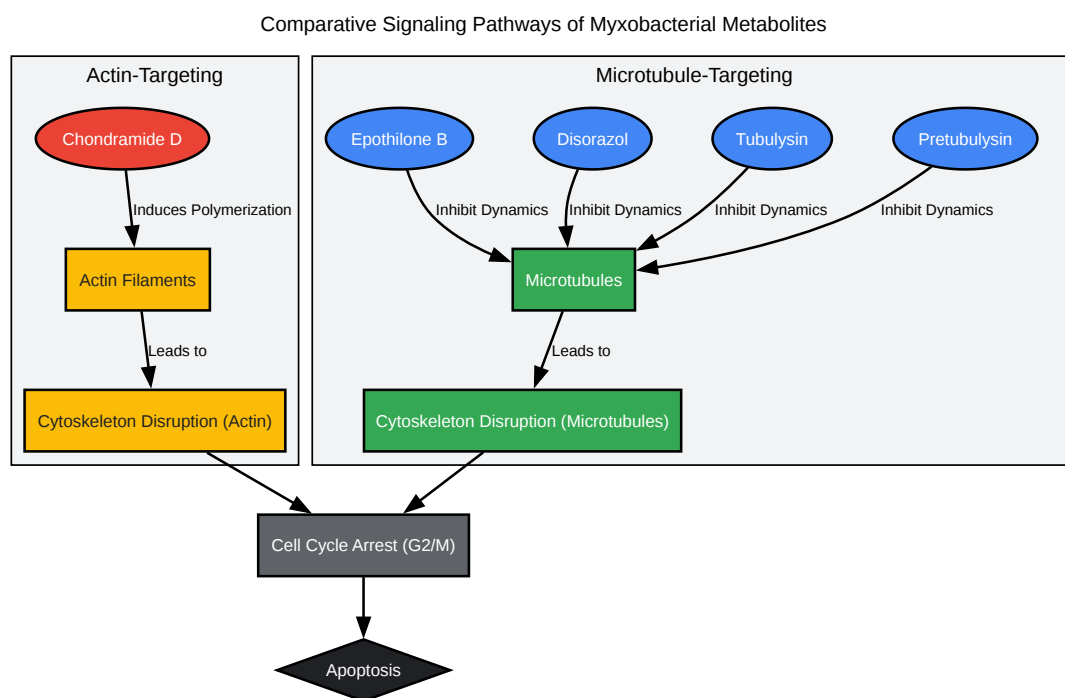 Comparative Signaling Pathways of Myxobacterial Metabolites
Actin-Targeting
Microtubule-Targeting
Chondramide D
Epothilone B
Disorazol
Tubulysin
Pretubulysin
Induces Polymerization
Inhibit Dynamics
Inhibit Dynamics
Inhibit Dynamics
Inhibit Dynamics
Actin Filaments
Microtubules
Leads to
Leads to
Cytoskeleton Disruption (Actin)
Cytoskeleton Disruption (Microtubules)
Cell Cycle Arrest (G2/M)
Apoptosis